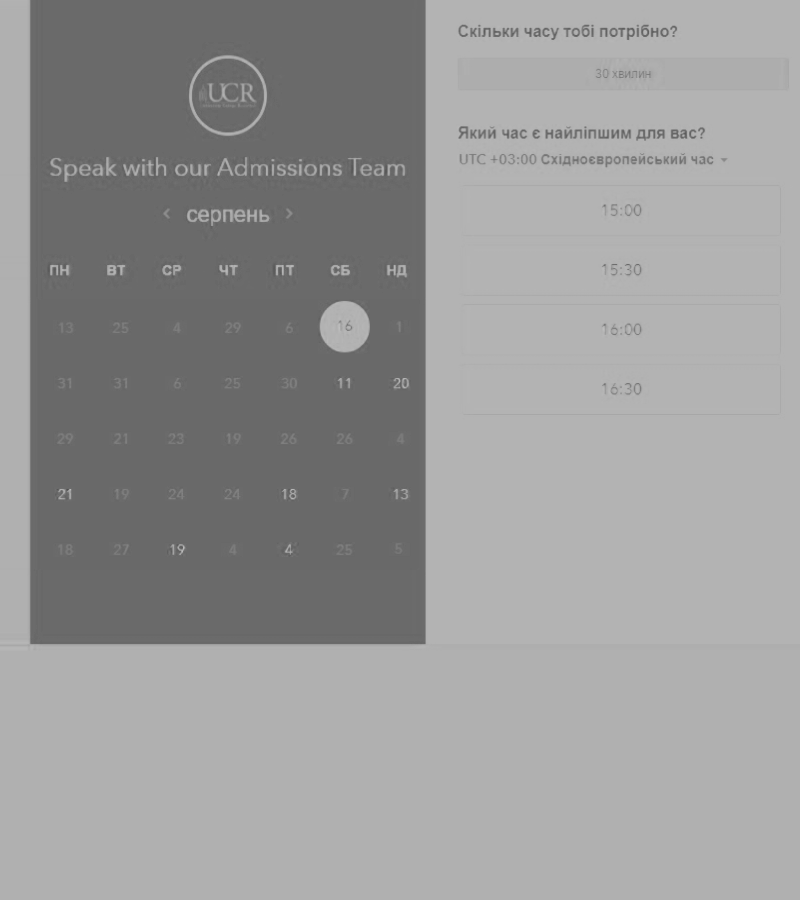 UCR
Speak with our Admissions Team
< серпень >
ПН ВТ СР ЧТ ПТ СБ НД
13 25 4 29 6 16 1
31 31 6 25 30 11 20
29 21 23 19 26 26 4
21 19 24 24 18 7 13
18 27 19 4 4 25 5
Скільки часу тобі потрібно?
30 хвилин
Який час є найліпшим для вас?
UTC +03:00 Східноєвропейський час
15:00
15:30
16:00
16:30